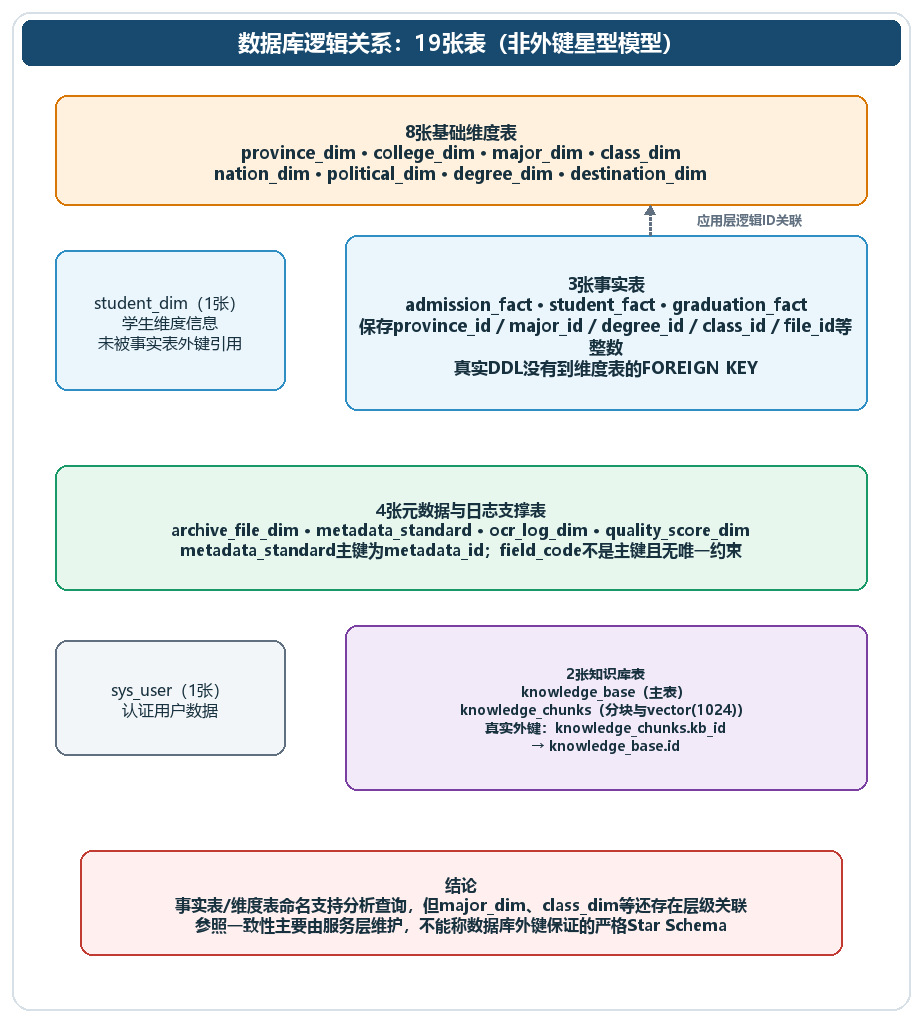 数据库逻辑关系：19张表（非外键星型模型）
8张基础维度表
province_dim • college_dim • major_dim • class_dim
nation_dim • political_dim • degree_dim • destination_dim
应用层逻辑ID关联
student_dim（1张）
学生维度信息
未被事实表外键引用
3张事实表
admission_fact • student_fact • graduation_fact
保存province_id / major_id / degree_id / class_id / file_id等
整数
真实DDL没有到维度表的FOREIGN KEY
4张元数据与日志支撑表
archive_file_dim • metadata_standard • ocr_log_dim • quality_score_dim
metadata_standard主键为metadata_id；field_code不是主键且无唯一约束
sys_user（1张）
认证用户数据
2张知识库表
knowledge_base（主表）
knowledge_chunks（分块与vector(1024)）
真实外键：knowledge_chunks.kb_id
→ knowledge_base.id
结论
事实表/维度表命名支持分析查询，但major_dim、class_dim等还存在层级关联
参照一致性主要由服务层维护，不能称数据库外键保证的严格Star Schema